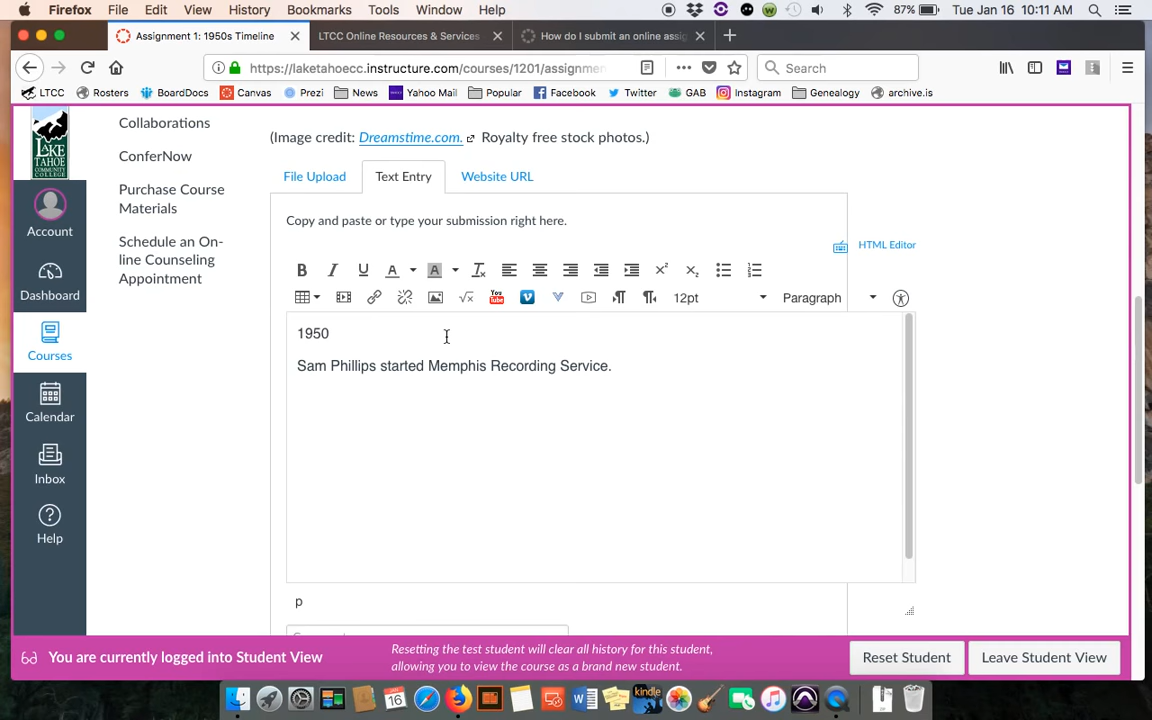 Firefox File Edit View History Bookmarks Tools Window Help 87% Tue Jan 16 10:11 AM
Assignment 1: 1950s Timeline LTCC Online Resources & Services How do I submit an online assig
https://laketahoecc.instructure.com/courses/1201/assignmen Search
LTCC Rosters BoardDocs Canvas Prezi News Yahoo Mail Popular Facebook Twitter GAB Instagram Genealogy archive.is
LAKE
TAHOE
COMMUNITY
COLLEGE
Account
Dashboard
Courses
Calendar
Inbox
Help
Collaborations
ConferNow
Purchase Course
Materials
Schedule an On-
line Counseling
Appointment
(Image credit: Dreamstime.com. Royalty free stock photos.)
File Upload Text Entry Website URL
Copy and paste or type your submission right here.
HTML Editor
B I U A A
12pt Paragraph
1950
Sam Phillips started Memphis Recording Service.
p
You are currently logged into Student View
Resetting the test student will clear all history for this student,
allowing you to view the course as a brand new student.
Reset Student Leave Student View